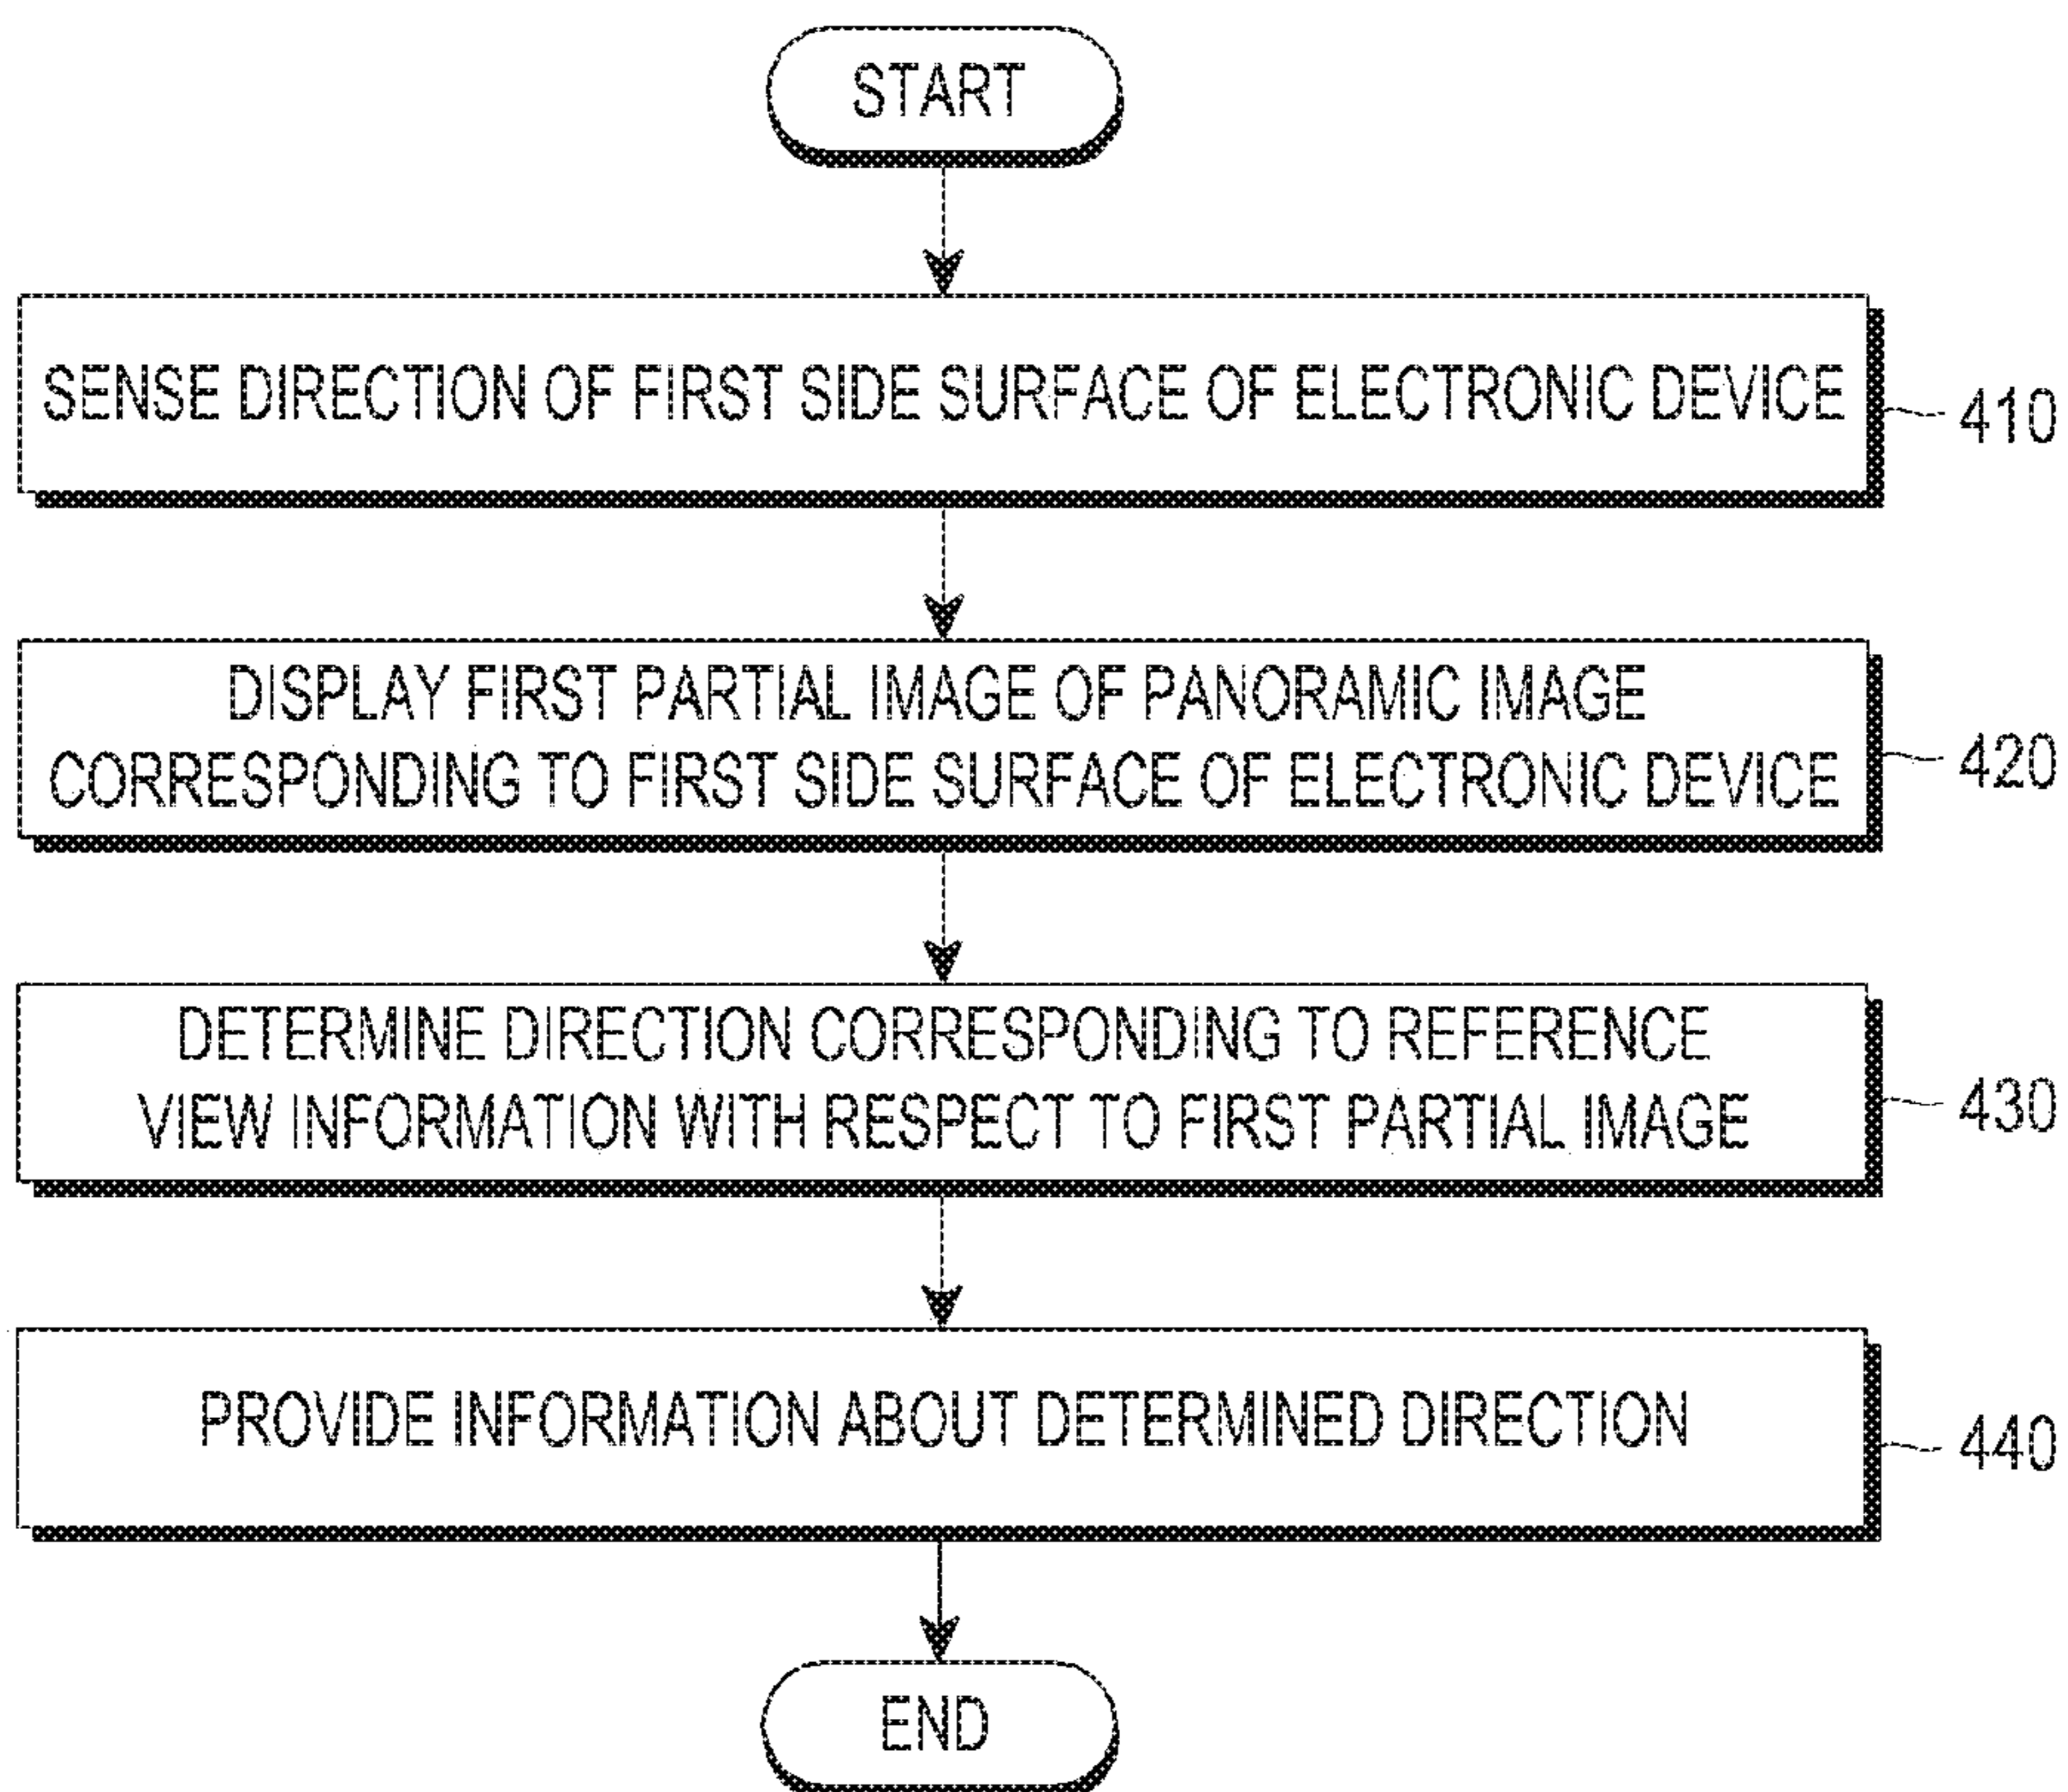 START
SENSE DIRECTION OF FIRST SIDE SURFACE OF ELECTRONIC DEVICE
410
DISPLAY FIRST PARTIAL IMAGE OF PANORAMIC IMAGE
CORRESPONDING TO FIRST SIDE SURFACE OF ELECTRONIC DEVICE
420
DETERMINE DIRECTION CORRESPONDING TO REFERENCE
VIEW INFORMATION WITH RESPECT TO FIRST PARTIAL IMAGE
430
PROVIDE INFORMATION ABOUT DETERMINED DIRECTION
440
END